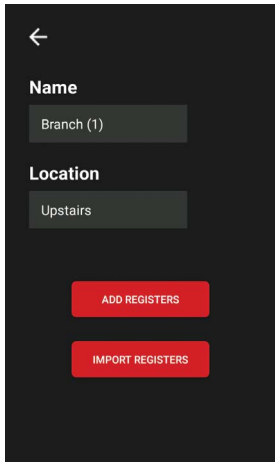 Name
Branch (1)
Location
Upstairs
ADD REGISTERS
IMPORT REGISTERS